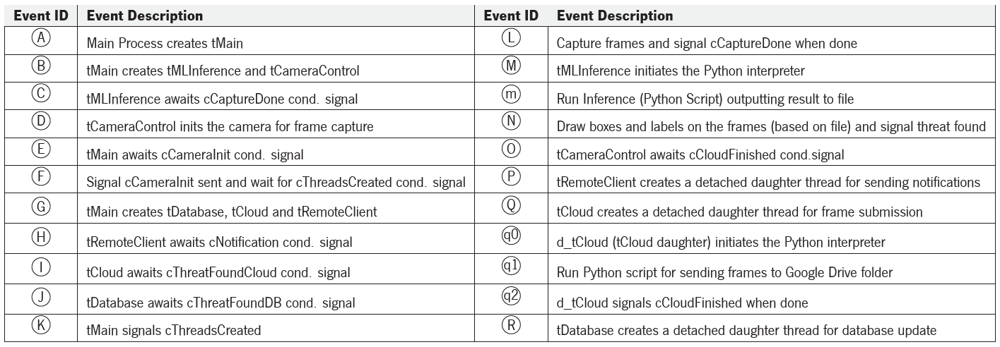 Event ID Event Description Event ID Event Description
A Main Process creates tMain L Capture frames and signal cCaptureDone when done
B tMain creates tMLInference and tCameraControl M tMLInference initiates the Python interpreter
C tMLInference awaits cCaptureDone cond. signal m Run Inference (Python Script) outputting result to file
D tCameraControl inits the camera for frame capture N Draw boxes and labels on the frames (based on file) and signal threat found
E tMain awaits cCameraInit cond. signal O tCameraControl awaits cCloudFinished cond.signal
F Signal cCameraInit sent and wait for cThreadsCreated cond. signal P tRemoteClient creates a detached daughter thread for sending notifications
G tMain creates tDatabase, tCloud and tRemoteClient Q tCloud creates a detached daughter thread for frame submission
H tRemoteClient awaits cNotification cond. signal q0 d_tCloud (tCloud daughter) initiates the Python interpreter
I tCloud awaits cThreatFoundCloud cond. signal q1 Run Python script for sending frames to Google Drive folder
J tDatabase awaits cThreatFoundDB cond. signal q2 d_tCloud signals cCloudFinished when done
K tMain signals cThreadsCreated R tDatabase creates a detached daughter thread for database update